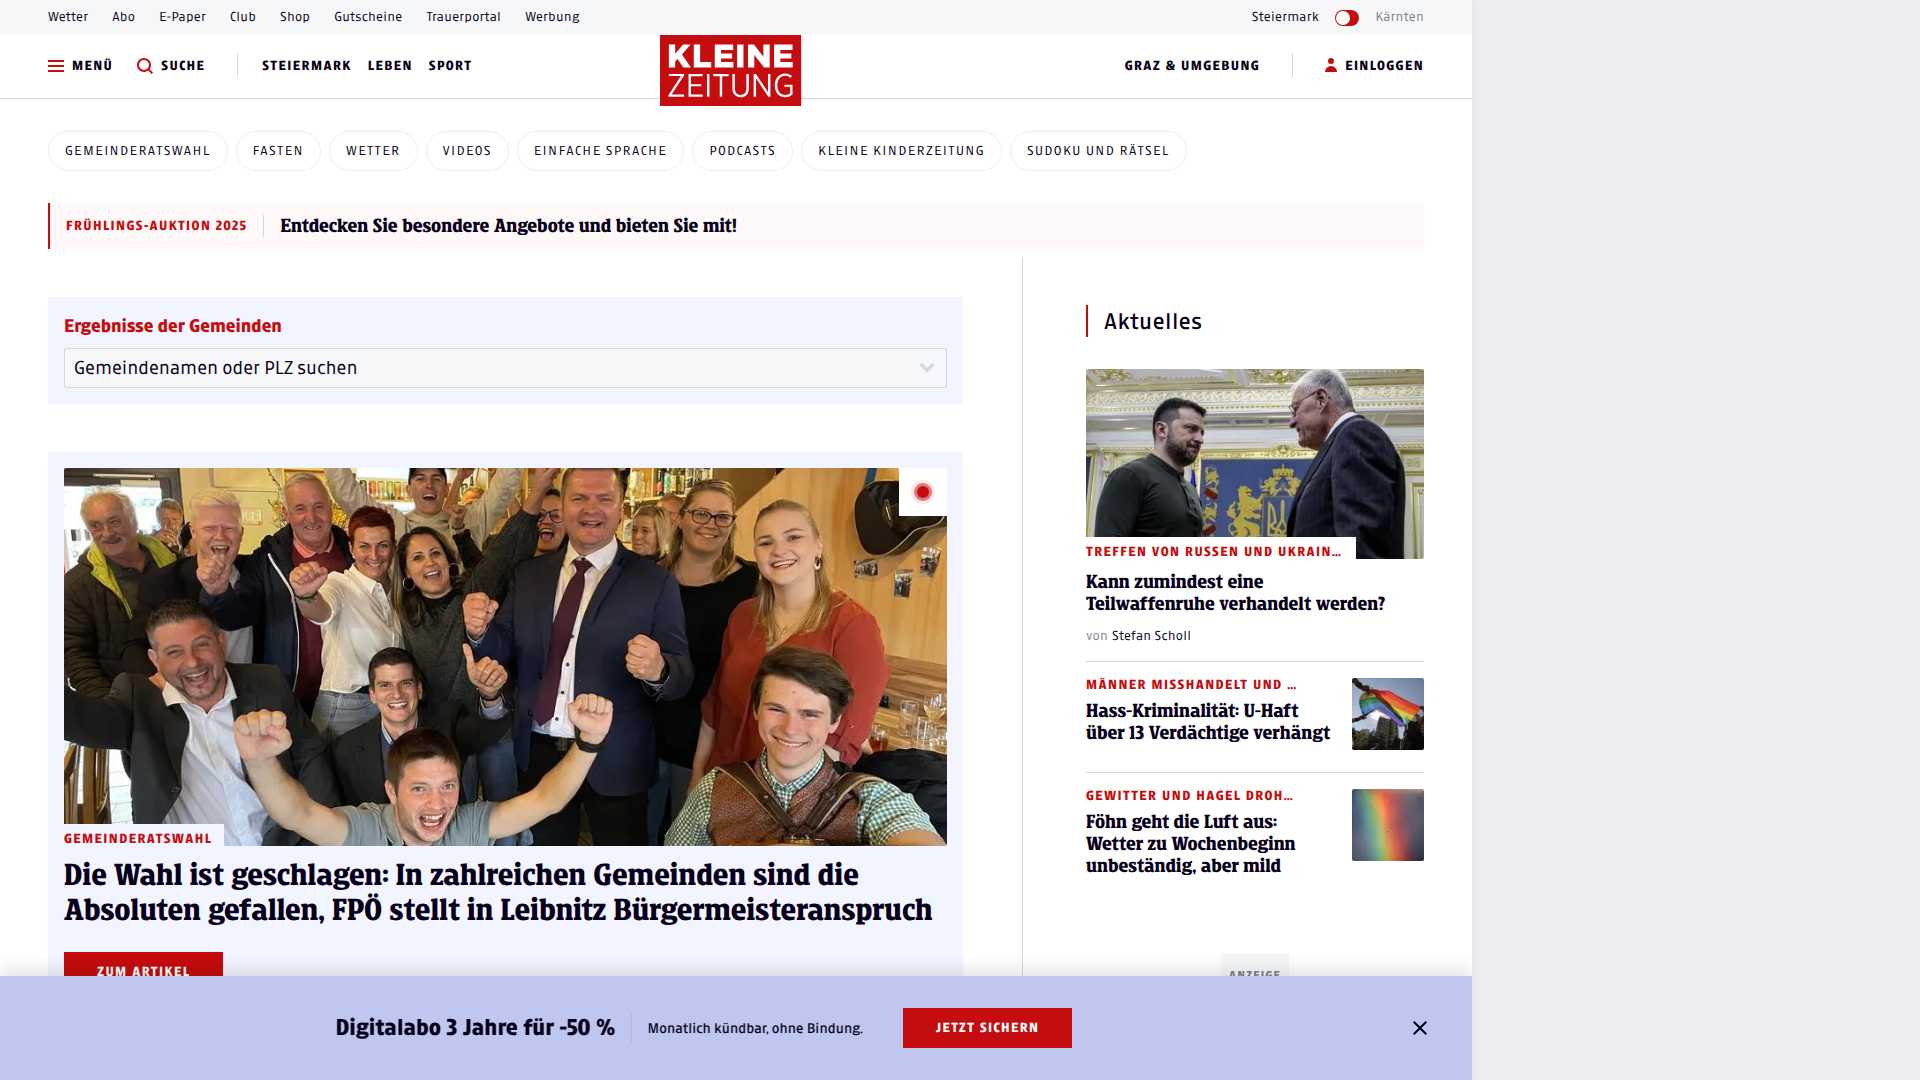 Wetter Abo E-Paper Club Shop Gutscheine Trauerportal Werbung Steiermark Kärnten
MENÜ SUCHE STEIERMARK LEBEN SPORT KLEINE ZEITUNG GRAZ & UMGEBUNG EINLOGGEN
GEMEINDERATSWAHL FASTEN WETTER VIDEOS EINFACHE SPRACHE PODCASTS KLEINE KINDERZEITUNG SUDOKU UND RÄTSEL
FRÜHLINGS-AUKTION 2025 Entdecken Sie besondere Angebote und bieten Sie mit!
Ergebnisse der Gemeinden
Gemeindenamen oder PLZ suchen
GEMEINDERATSWAHL
Die Wahl ist geschlagen: In zahlreichen Gemeinden sind die
Absoluten gefallen, FPÖ stellt in Leibnitz Bürgermeisteranspruch
ZUM ARTIKEL
Aktuelles
TREFFEN VON RUSSEN UND UKRAIN…
Kann zumindest eine
Teilwaffenruhe verhandelt werden?
von Stefan Scholl
MÄNNER MISSHANDELT UND …
Hass-Kriminalität: U-Haft
über 13 Verdächtige verhängt
GEWITTER UND HAGEL DROH…
Föhn geht die Luft aus:
Wetter zu Wochenbeginn
unbeständig, aber mild
ANZEIGE
Digitalabo 3 Jahre für -50 % Monatlich kündbar, ohne Bindung. JETZT SICHERN